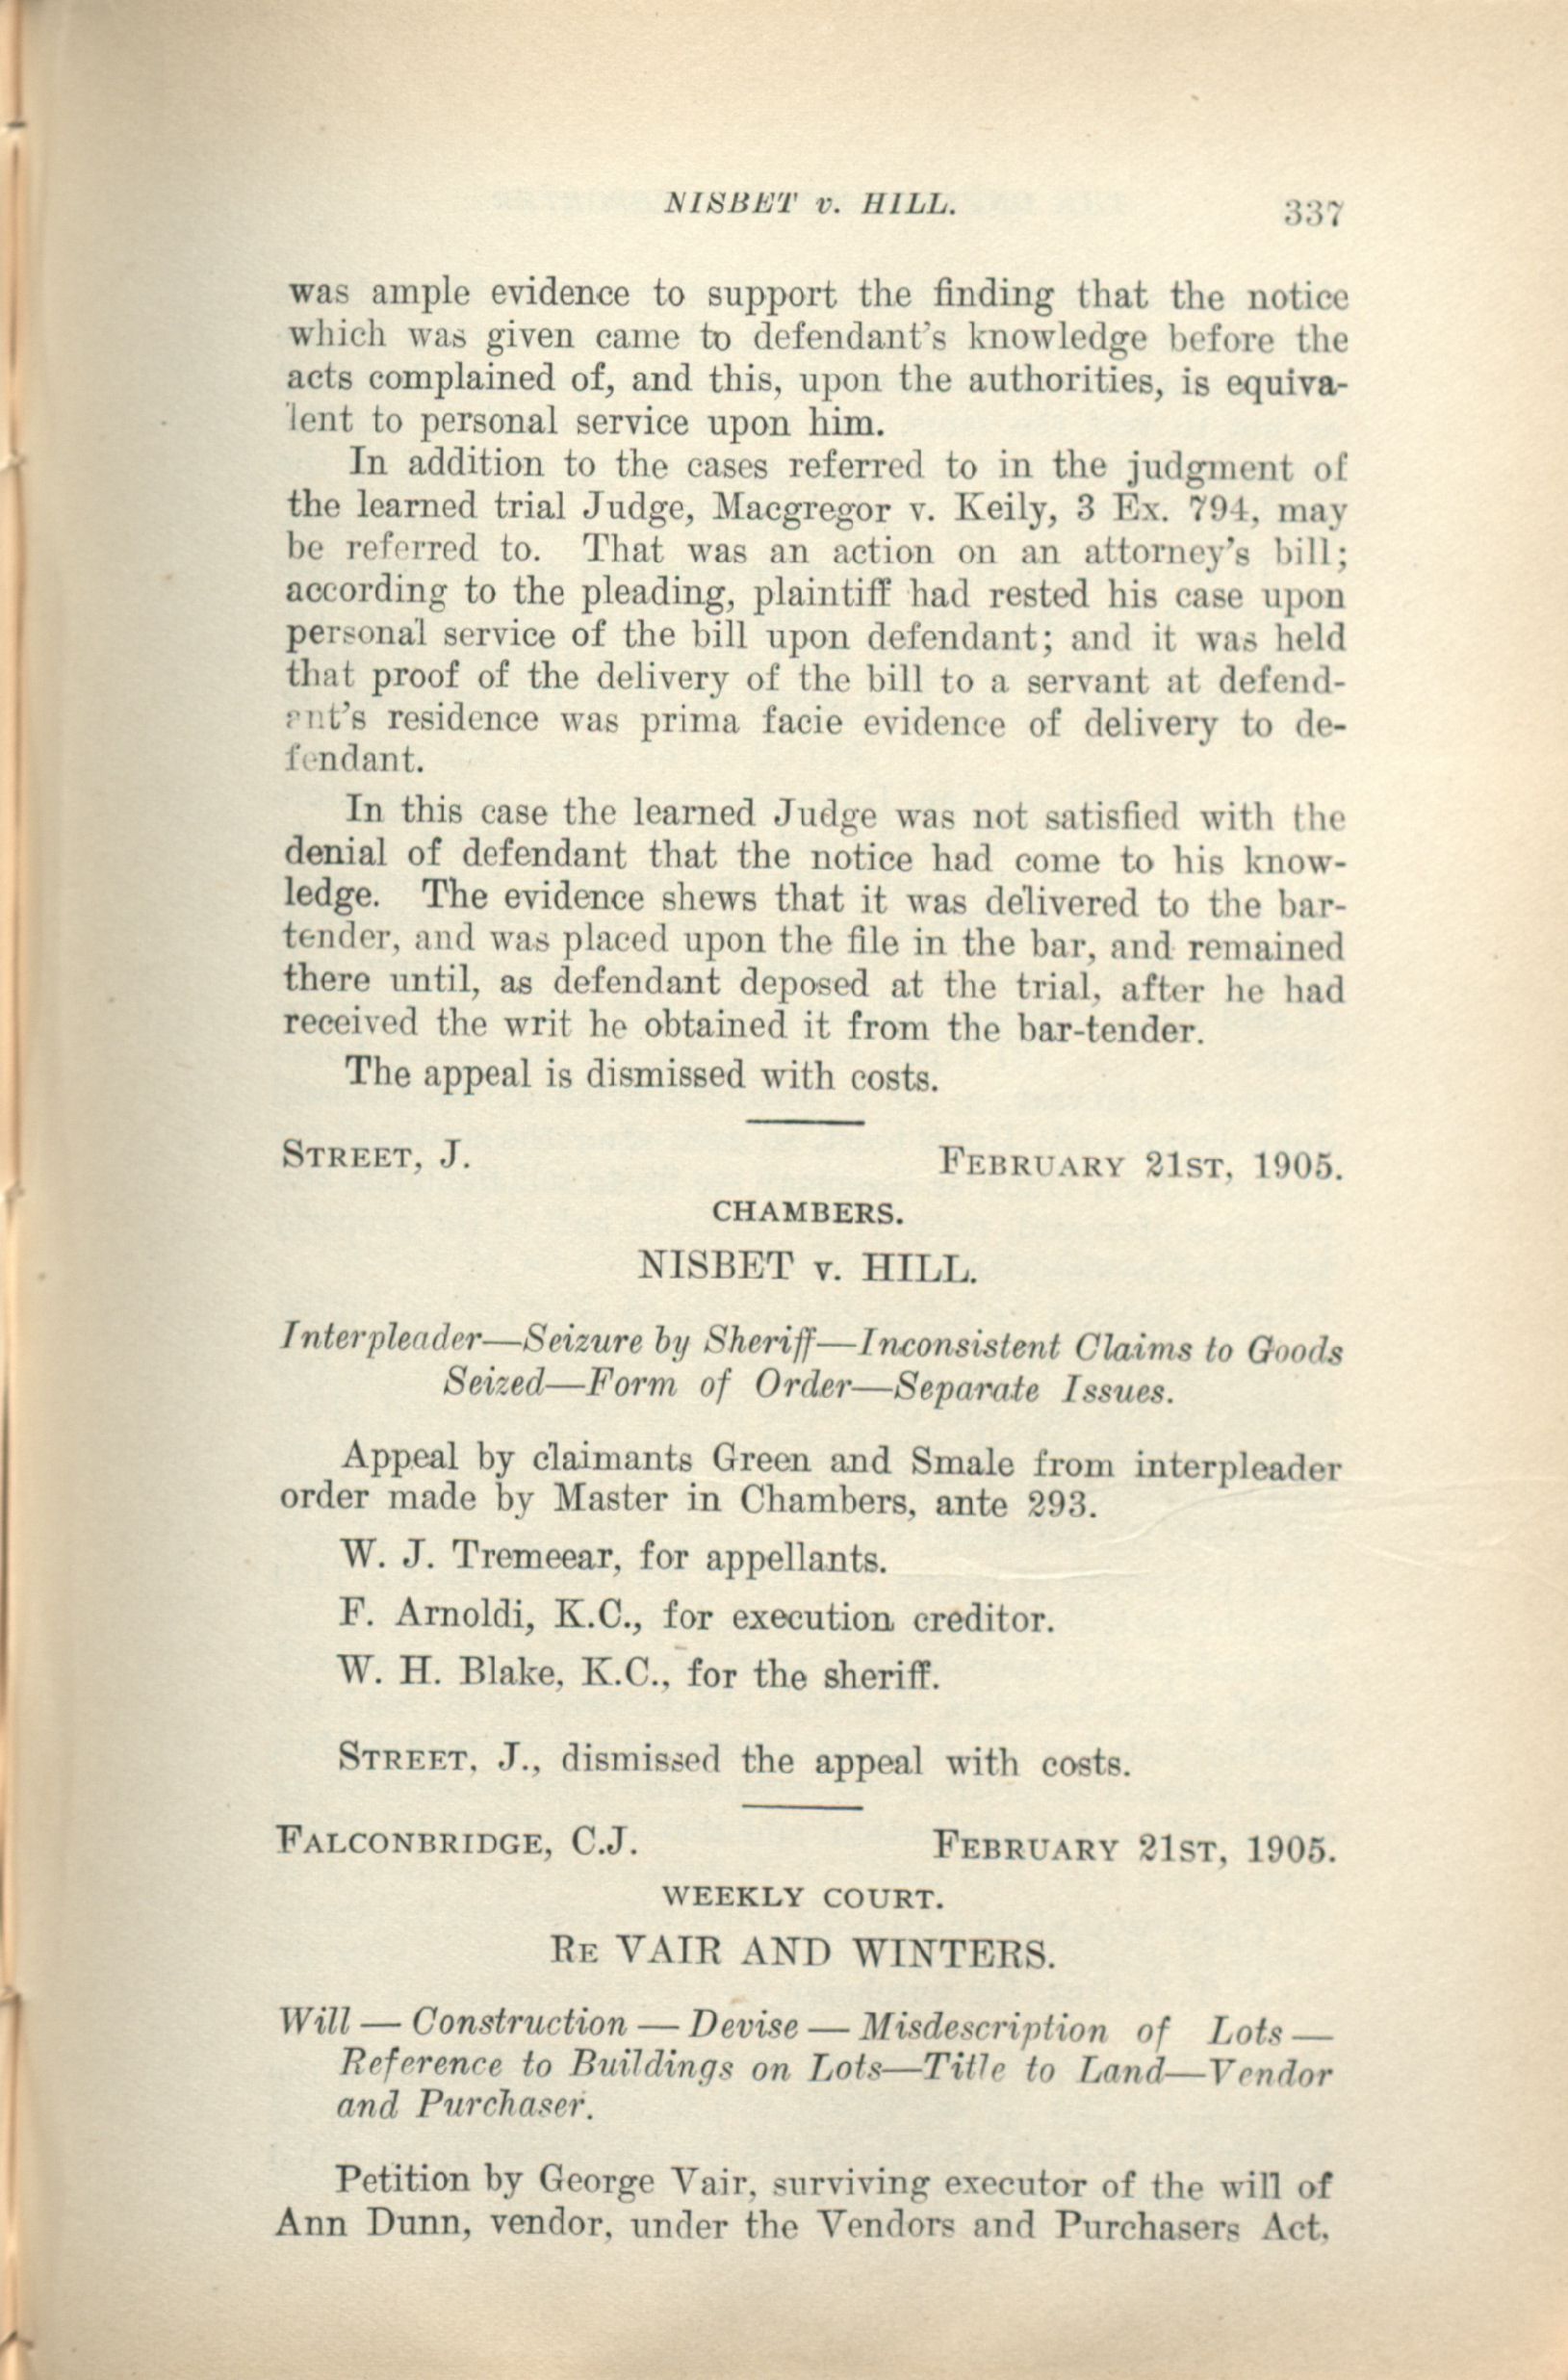 NISBET v. HILL. 337
was ample evidence to support the finding that the notice
which was given came to defendant's knowledge before the
acts complained of, and this, upon the authorities, is equiva-
lent to personal service upon him.
In addition to the cases referred to in the judgment of
the learned trial Judge, Macgregor v. Keily, 3 Ex. 794, may
be referred to. That was an action on an attorney's bill;
according to the pleading, plaintiff had rested his case upon
personal service of the bill upon defendant; and it was held
that proof of the delivery of the bill to a servant at defend-
ant's residence was prima facie evidence of delivery to de-
fendant.
In this case the learned Judge was not satisfied with the
denial of defendant that the notice had come to his know-
ledge. The evidence shews that it was delivered to the bar-
tender, and was placed upon the file in the bar, and remained
there until, as defendant deposed at the trial, after he had
received the writ he obtained it from the bar-tender.
The appeal is dismissed with costs.
STREET, J. FEBRUARY 21ST, 1905.
CHAMBERS.
NISBET v. HILL.
Interpleader—Seizure by Sheriff—Inconsistent Claims to Goods
Seized—Form of Order—Separate Issues.
Appeal by claimants Green and Smale from interpleader
order made by Master in Chambers, ante 293.
W. J. Tremeear, for appellants.
F. Arnoldi, K.C., for execution creditor.
W. H. Blake, K.C., for the sheriff.
STREET, J., dismissed the appeal with costs.
FALCONBRIDGE, C.J. FEBRUARY 21ST, 1905.
WEEKLY COURT.
RE VAIR AND WINTERS.
Will — Construction — Devise — Misdescription of Lots —
Reference to Buildings on Lots—Title to Land—Vendor
and Purchaser.
Petition by George Vair, surviving executor of the will of
Ann Dunn, vendor, under the Vendors and Purchasers Act,